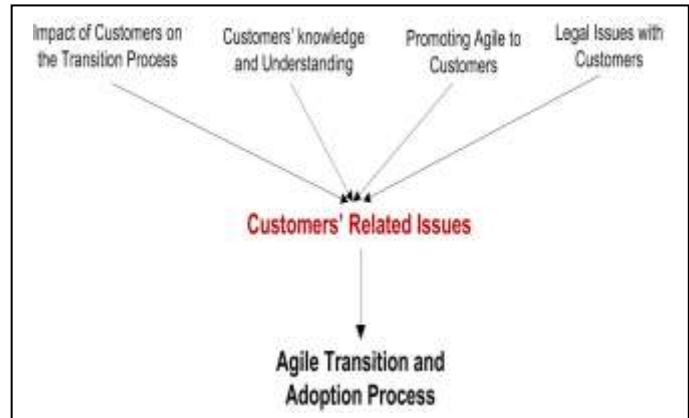 Impact of Customers on
the Transition Process
Customers' knowledge
and Understanding
Promoting Agile to
Customers
Legal Issues with
Customers
Customers' Related Issues
Agile Transition and
Adoption Process